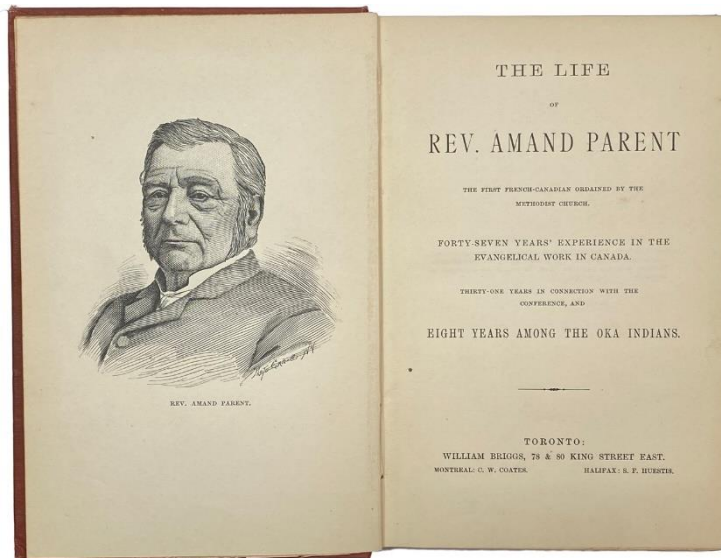 REV. AMAND PARENT.
THE LIFE
OF
REV. AMAND PARENT
THE FIRST FRENCH-CANADIAN ORDAINED BY THE
METHODIST CHURCH.
FORTY-SEVEN YEARS' EXPERIENCE IN THE
EVANGELICAL WORK IN CANADA.
THIRTY-ONE YEARS IN CONNECTION WITH THE
CONFERENCE, AND
EIGHT YEARS AMONG THE OKA INDIANS.
TORONTO:
WILLIAM BRIGGS, 78 & 80 KING STREET EAST.
MONTREAL: C. W. COATES. HALIFAX: S. F. HUESTIS.